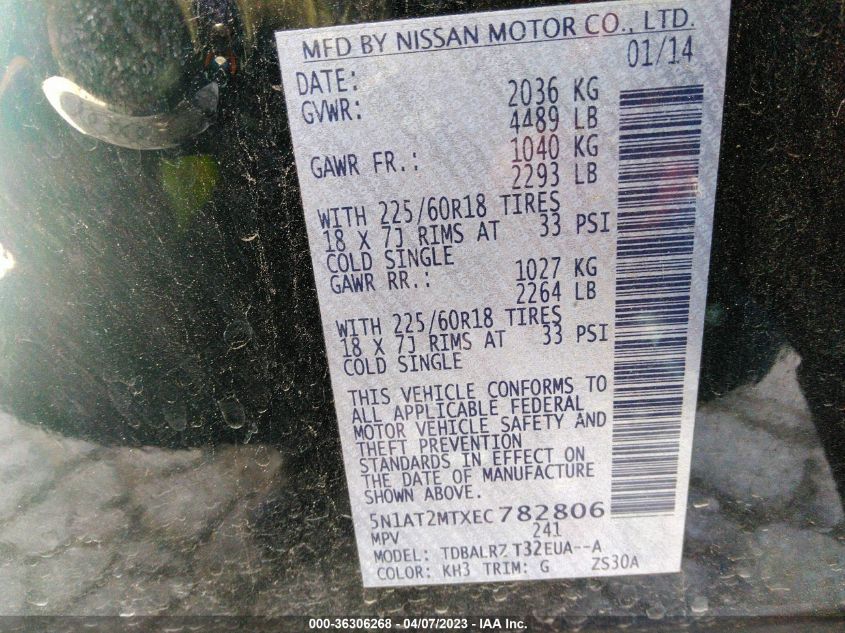 MFD BY NISSAN MOTOR CO., LTD.
DATE: 01/14
GVWR: 2036 KG
4489 LB
GAWR FR.: 1040 KG
2293 LB
WITH 225/60R18 TIRES
18 X 7J RIMS AT 33 PSI
COLD SINGLE
GAWR RR.: 1027 KG
2264 LB
WITH 225/60R18 TIRES
18 X 7J RIMS AT 33 PSI
COLD SINGLE
THIS VEHICLE CONFORMS TO
ALL APPLICABLE FEDERAL
MOTOR VEHICLE SAFETY AND
THEFT PREVENTION
STANDARDS IN EFFECT ON
THE DATE OF MANUFACTURE
SHOWN ABOVE.
5N1AT2MTXEC782806
MPV 241
MODEL: TDBALR7 T32EUA--A
COLOR: KH3 TRIM: G ZS30A
000-36306268 - 04/07/2023 - IAA Inc.